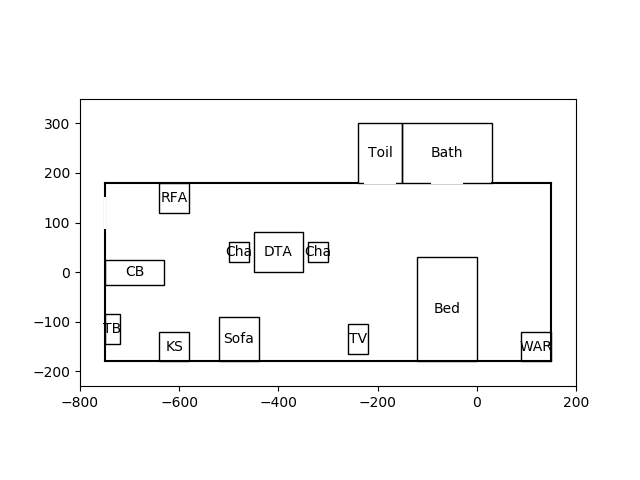 300
200
100
0
−100
−200
−800
−600
−400
−200
0
200
Toil
Bath
RFA
Cha
DTA
Cha
CB
Bed
TB
KS
Sofa
TV
WAR